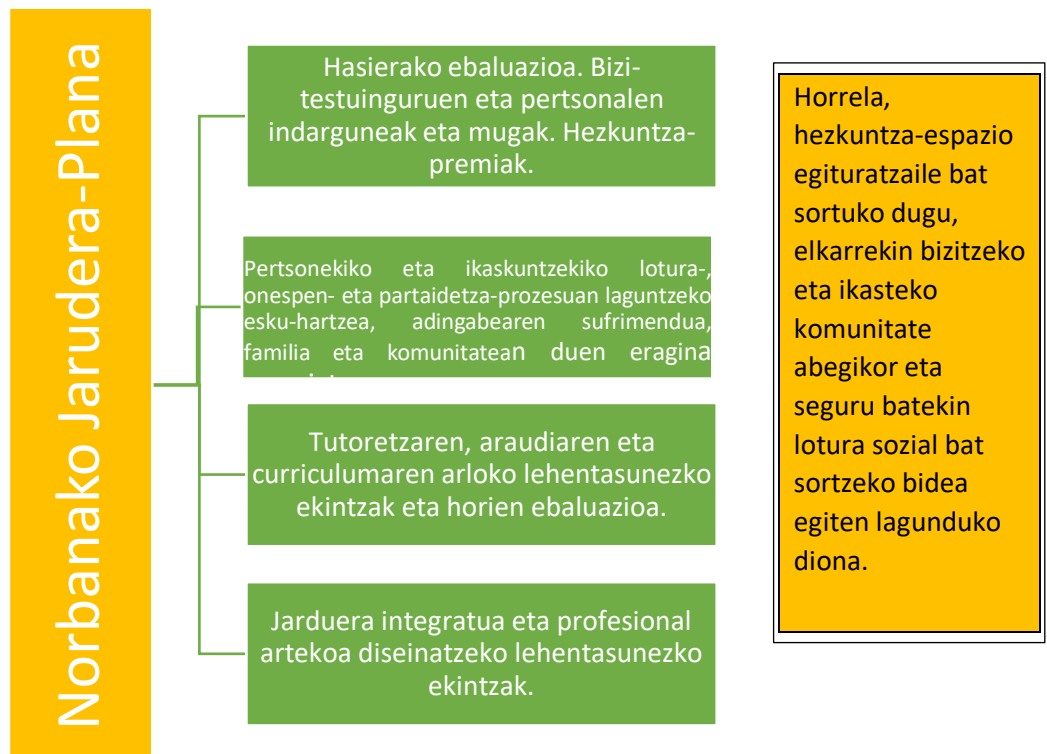 Norbanako Jarudera-Plana
Hasierako ebaluazioa. Bizi-
testuinguruen eta pertsonalen
indarguneak eta mugak. Hezkuntza-
premiak.
Pertsonekiko eta ikaskuntzekiko lotura-,
onespen- eta partaidetza-prozesuan laguntzeko
esku-hartzea, adingabearen sufrimendua,
familia eta komunitatean duen eragina
Tutoretzaren, araudiaren eta
curriculumaren arloko lehentasunezko
ekintzak eta horien ebaluazioa.
Jarduera integratua eta profesional
artekoa diseinatzeko lehentasunezko
ekintzak.
Horrela,
hezkuntza-espazio
egituratzaile bat
sortuko dugu,
elkarrekin bizitzeko
eta ikasteko
komunitate
abegikor eta
seguru batekin
lotura sozial bat
sortzeko bidea
egiten lagunduko
diona.